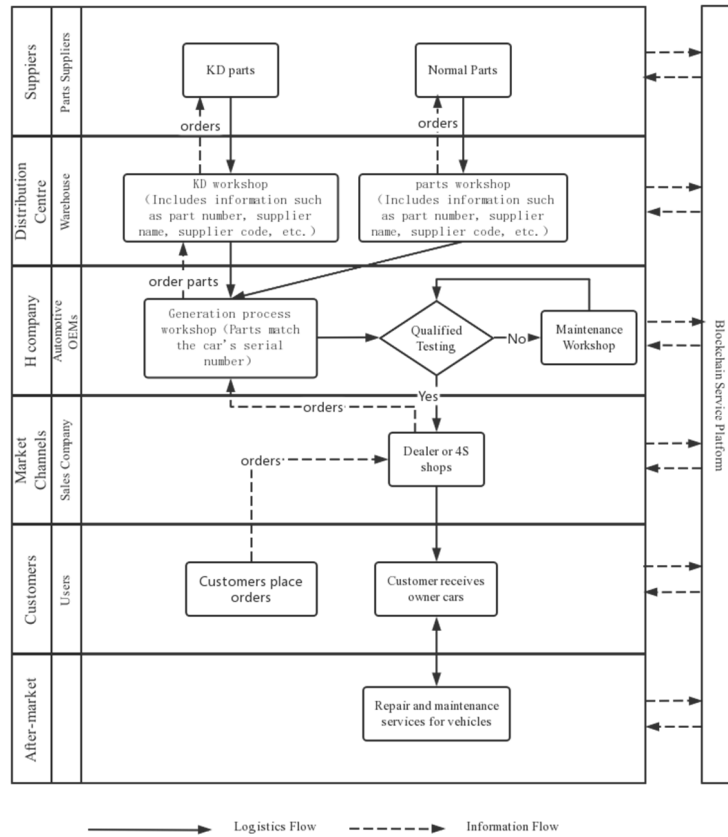 Suppiers
Parts Suppliers
KD parts
Normal Parts
orders
orders
Distribution
Centre
Warehouse
KD workshop
(Includes information such
as part number, supplier
name, supplier code, etc.)
parts workshop
(Includes information such
as part number, supplier
name, supplier code, etc.)
order parts
H company
Automotive
OEMs
Generation process
workshop (Parts match
the car's serial
number)
Qualified
Testing
No
Maintenance
Workshop
Yes
orders
Market
Channels
Sales Company
Dealer or 4S
shops
orders
Customers
Users
Customers place
orders
Customer receives
owner cars
After-market
Repair and maintenance
services for vehicles
Blockchain Service Platform
Logistics Flow
Information Flow